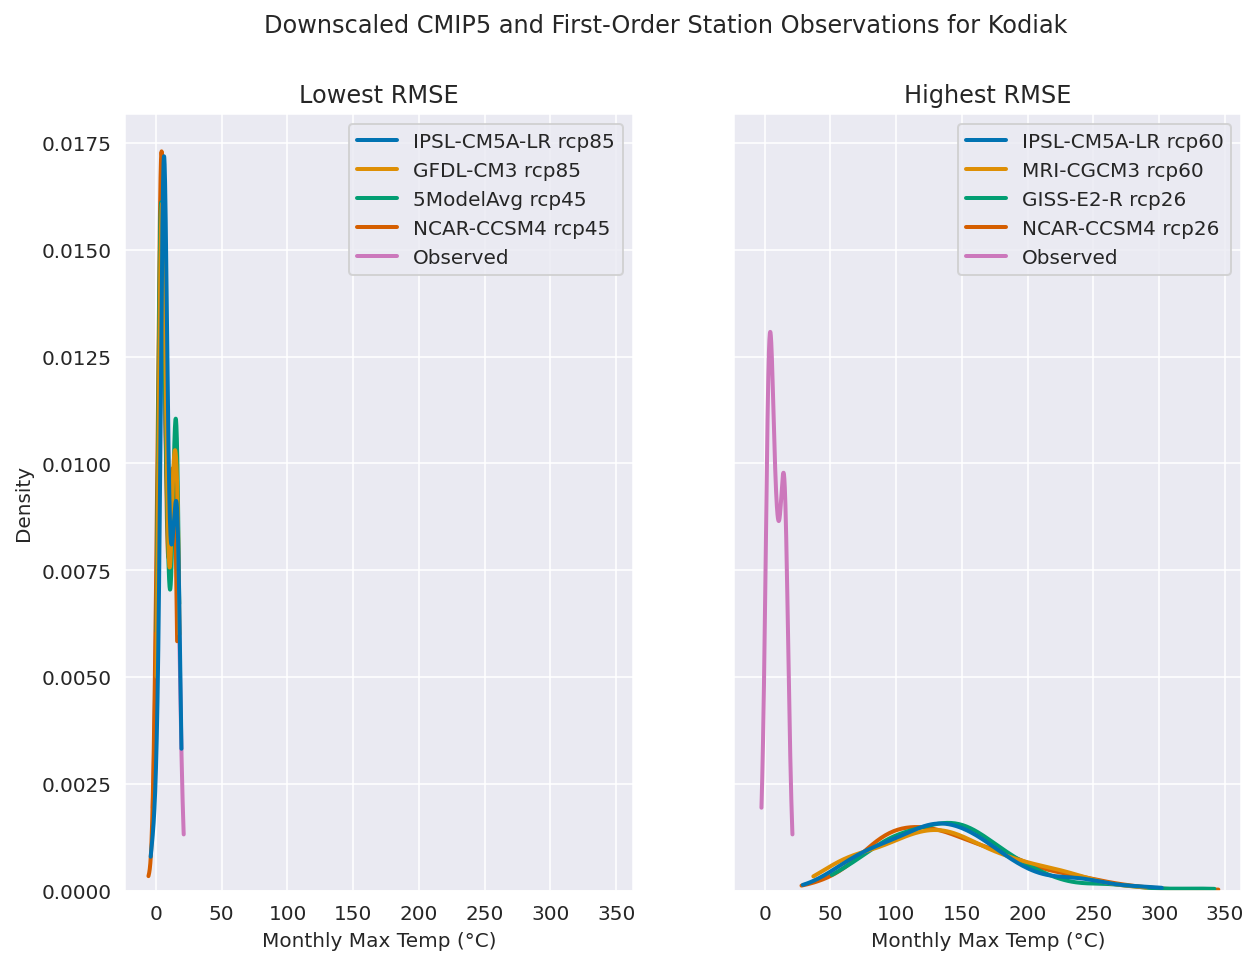 Downscaled CMIP5 and First-Order Station Observations for Kodiak
Lowest RMSE
IPSL-CM5A-LR rcp85
GFDL-CM3 rcp85
5ModelAvg rcp45
NCAR-CCSM4 rcp45
Observed
0.0175
0.0150
0.0125
0.0100
0.0075
0.0050
0.0025
0.0000
Density
0 50 100 150 200 250 300 350
Monthly Max Temp (°C)
Highest RMSE
IPSL-CM5A-LR rcp60
MRI-CGCM3 rcp60
GISS-E2-R rcp26
NCAR-CCSM4 rcp26
Observed
0 50 100 150 200 250 300 350
Monthly Max Temp (°C)